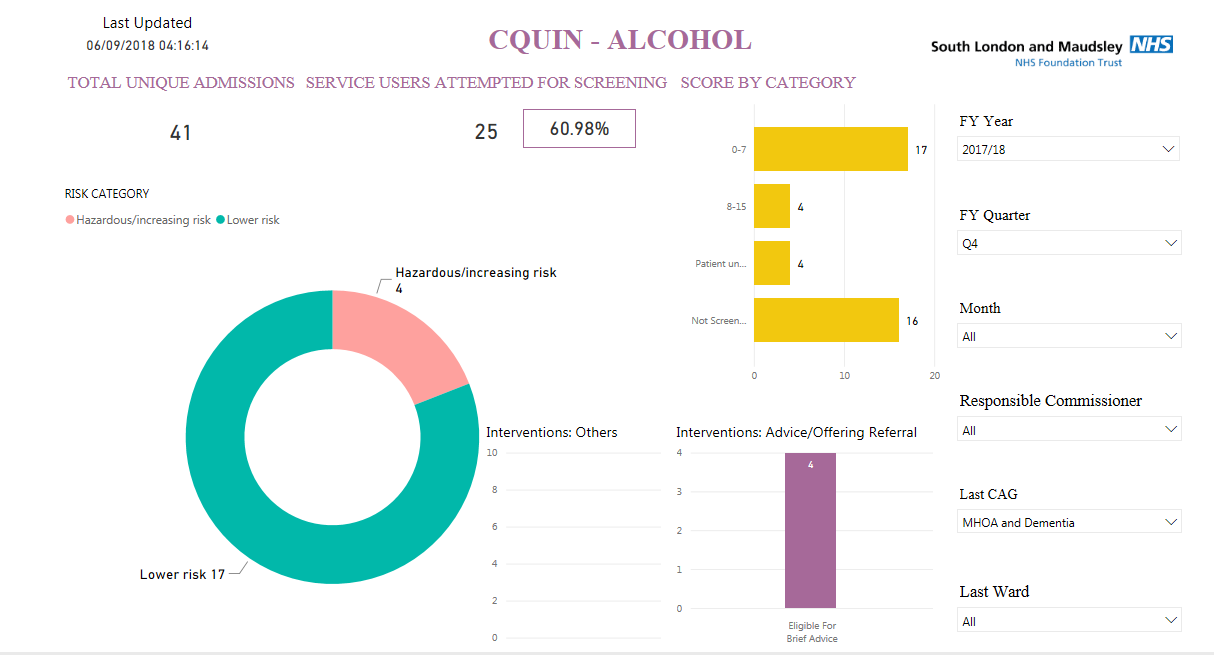 Last Updated
06/09/2018 04:16:14
CQUIN - ALCOHOL
South London and Maudsley NHS
NHS Foundation Trust
TOTAL UNIQUE ADMISSIONS
41
SERVICE USERS ATTEMPTED FOR SCREENING
25
60.98%
SCORE BY CATEGORY
0-7 17
8-15 4
Patient un... 4
Not Screen... 16
0 10 20
RISK CATEGORY
Hazardous/increasing risk Lower risk
Hazardous/increasing risk
4
Lower risk 17
Interventions: Others
10
8
6
4
2
0
Interventions: Advice/Offering Referral
4
3
2
1
0
4
Eligible For
Brief Advice
FY Year
2017/18
FY Quarter
Q4
Month
All
Responsible Commissioner
All
Last CAG
MHOA and Dementia
Last Ward
All